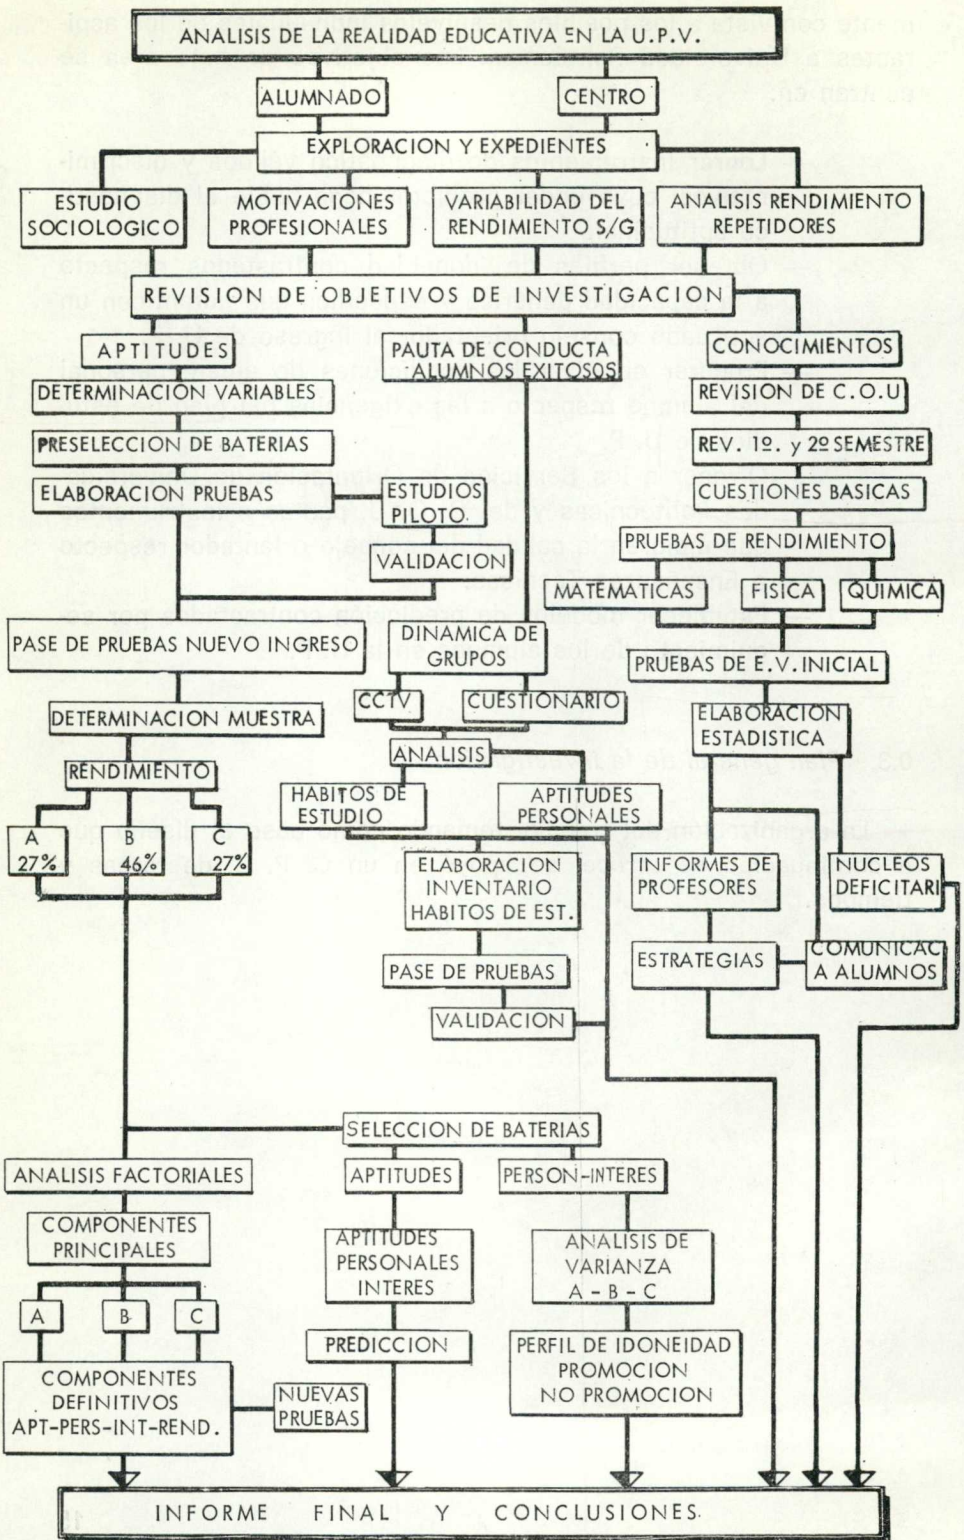 ANALISIS DE LA REALIDAD EDUCATIVA EN LA U.P.V.
ALUMNADO
CENTRO
EXPLORACION Y EXPEDIENTES
ESTUDIO
SOCIOLOGICO
MOTIVACIONES
PROFESIONALES
VARIABILIDAD DEL
RENDIMIENTO S/G
ANALISIS RENDIMIENTO
REPETIDORES
REVISION DE OBJETIVOS DE INVESTIGACION
APTITUDES
PAUTA DE CONDUCTA
ALUMNOS EXITOSOS
CONOCIMIENTOS
DETERMINACION VARIABLES
REVISION DE C.O.U.
PRESELECCION DE BATERIAS
REV. 1º. y 2º SEMESTRE
ELABORACION PRUEBAS
ESTUDIOS
PILOTO
CUESTIONES BASICAS
VALIDACION
PRUEBAS DE RENDIMIENTO
MATEMATICAS
FISICA
QUIMICA
PASE DE PRUEBAS NUEVO INGRESO
DINAMICA DE
GRUPOS
PRUEBAS DE E.V. INICIAL
CCTV
CUESTIONARIO
DETERMINACION MUESTRA
ELABORACION
ESTADISTICA
ANALISIS
RENDIMIENTO
HABITOS DE
ESTUDIO
APTITUDES
PERSONALES
A
27%
B
46%
C
27%
ELABORACION
INVENTARIO
HABITOS DE EST.
INFORMES DE
PROFESORES
NUCLEOS
DEFICITARI
PASE DE PRUEBAS
ESTRATEGIAS
COMUNICAC
A ALUMNOS
VALIDACION
SELECCION DE BATERIAS
ANALISIS FACTORIALES
APTITUDES
PERSON-INTERES
COMPONENTES
PRINCIPALES
APTITUDES
PERSONALES
INTERES
ANALISIS DE
VARIANZA
A - B - C
A
B
C
PREDICCION
PERFIL DE IDONEIDAD
PROMOCION
NO PROMOCION
COMPONENTES
DEFINITIVOS
APT-PERS-INT-REND.
NUEVAS
PRUEBAS
INFORME FINAL Y CONCLUSIONES.